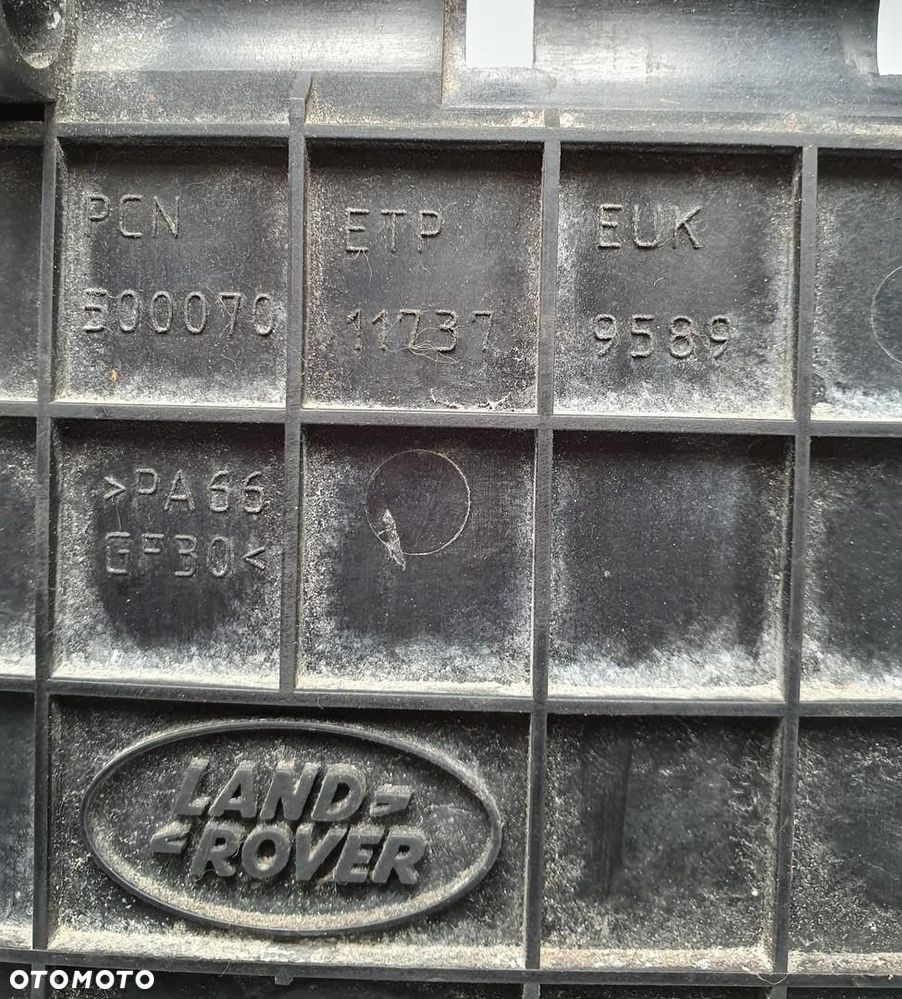 PCN
500070
ETP
11737
EUK
9589
>PA66
GF30<
LAND
ROVER
OTOMOTO